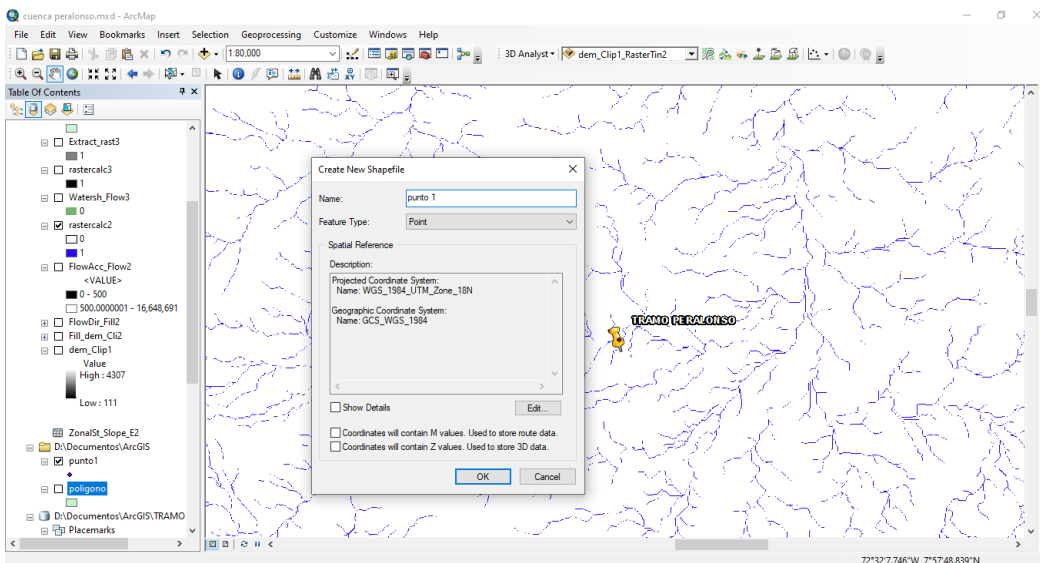 cuenca peralonso.mxd - ArcMap
File Edit View Bookmarks Insert Selection Geoprocessing Customize Windows Help
1:80,000
3D Analyst
dem_Clip1_RasterTin2
Table Of Contents
Extract_rast3
1
rastercalc3
1
Watersh_Flow3
0
rastercalc2
0
1
FlowAcc_Flow2
<VALUE>
0 - 500
500.0000001 - 16,648,691
FlowDir_Fill2
Fill_dem_Cli2
dem_Clip1
Value
High : 4307
Low : 111
ZonalSt_Slope_E2
D:\Documentos\ArcGIS
punto1
poligono
D:\Documentos\ArcGIS\TRAMO
Placemarks
Create New Shapefile
Name:
punto 1
Feature Type:
Point
Spatial Reference
Description:
Projected Coordinate System:
Name: WGS_1984_UTM_Zone_18N
Geographic Coordinate System:
Name: GCS_WGS_1984
Show Details
Edit...
Coordinates will contain M values. Used to store route data.
Coordinates will contain Z values. Used to store 3D data.
OK
Cancel
TRAMO PERALONSO
72°32'7.746"W 7°57'48.839"N